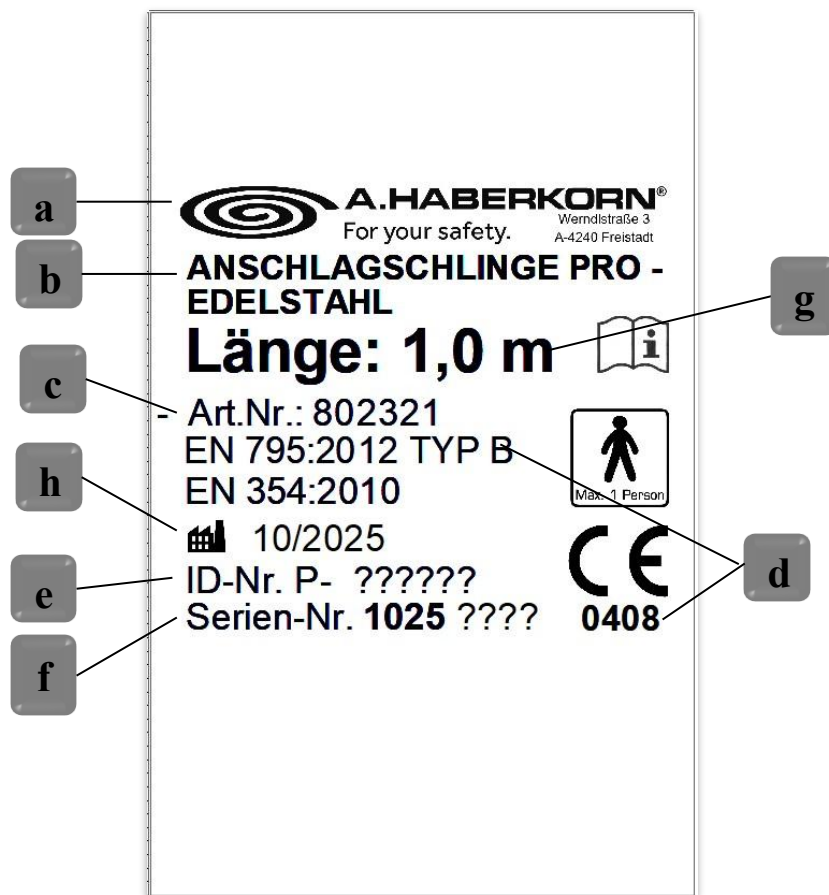 a
A.HABERKORN®
For your safety.
Werndlstraße 3
A-4240 Freistadt
b
ANSCHLAGSCHLINGE PRO -
EDELSTAHL
g
Länge: 1,0 m
i
c
- Art.Nr.: 802321
EN 795:2012 TYP B
EN 354:2010
Max. 1 Person
h
10/2025
CE
d
e
ID-Nr. P- ??????
f
Serien-Nr. 1025 ????
0408